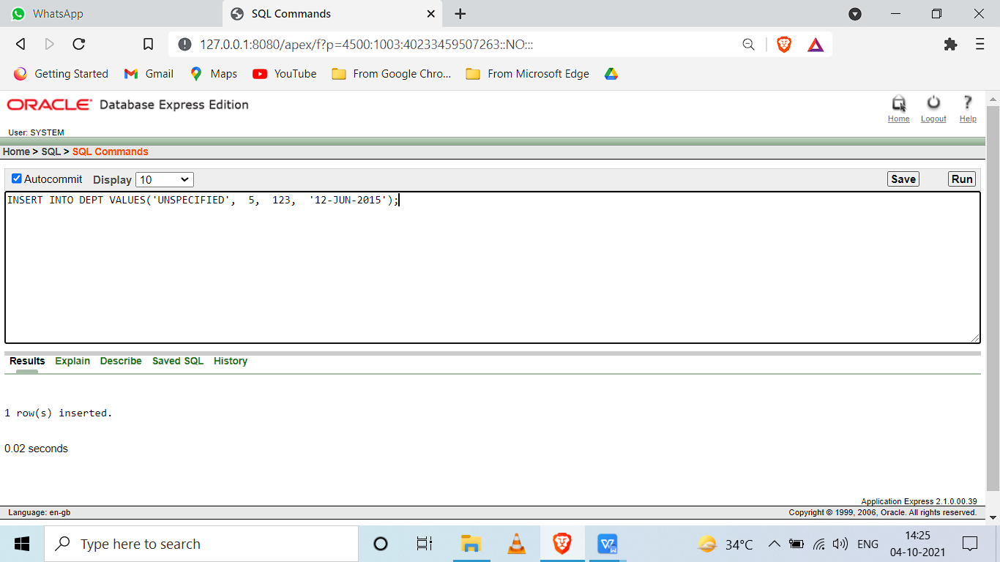 WhatsApp
SQL Commands
127.0.0.1:8080/apex/f?p=4500:1003:40233459507263::NO:::
Getting Started
Gmail
Maps
YouTube
From Google Chro...
From Microsoft Edge
ORACLE® Database Express Edition
Home
Logout
?
Help
User: SYSTEM
Home > SQL > SQL Commands
Autocommit Display 10
Save
Run
INSERT INTO DEPT VALUES('UNSPECIFIED',  5,  123,  '12-JUN-2015');
Results Explain Describe Saved SQL History
1 row(s) inserted.
0.02 seconds
Application Express 2.1.0.00.39
Language: en-gb
Copyright © 1999, 2006, Oracle. All rights reserved.
Type here to search
34°C
ENG
14:25
04-10-2021